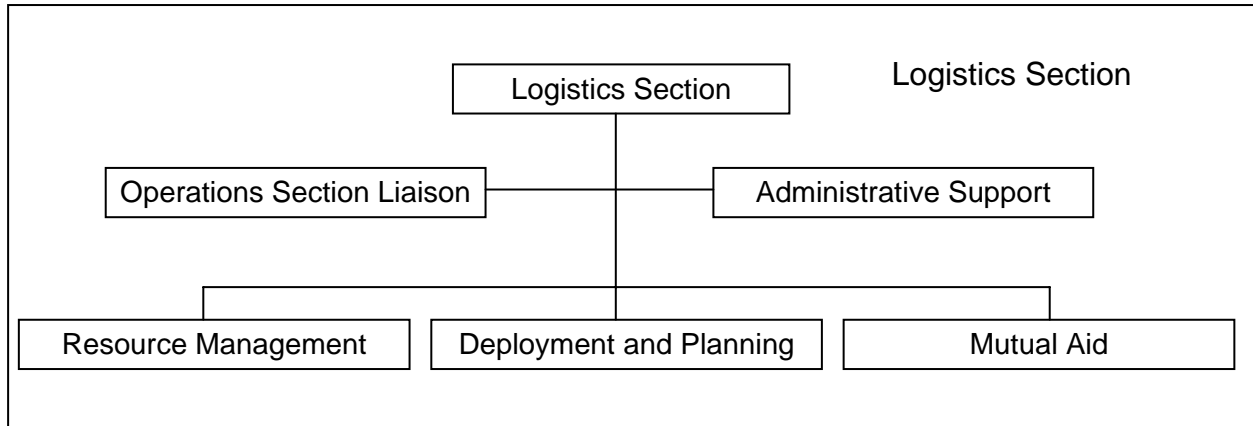 Logistics Section
Logistics Section
Operations Section Liaison
Administrative Support
Resource Management
Deployment and Planning
Mutual Aid